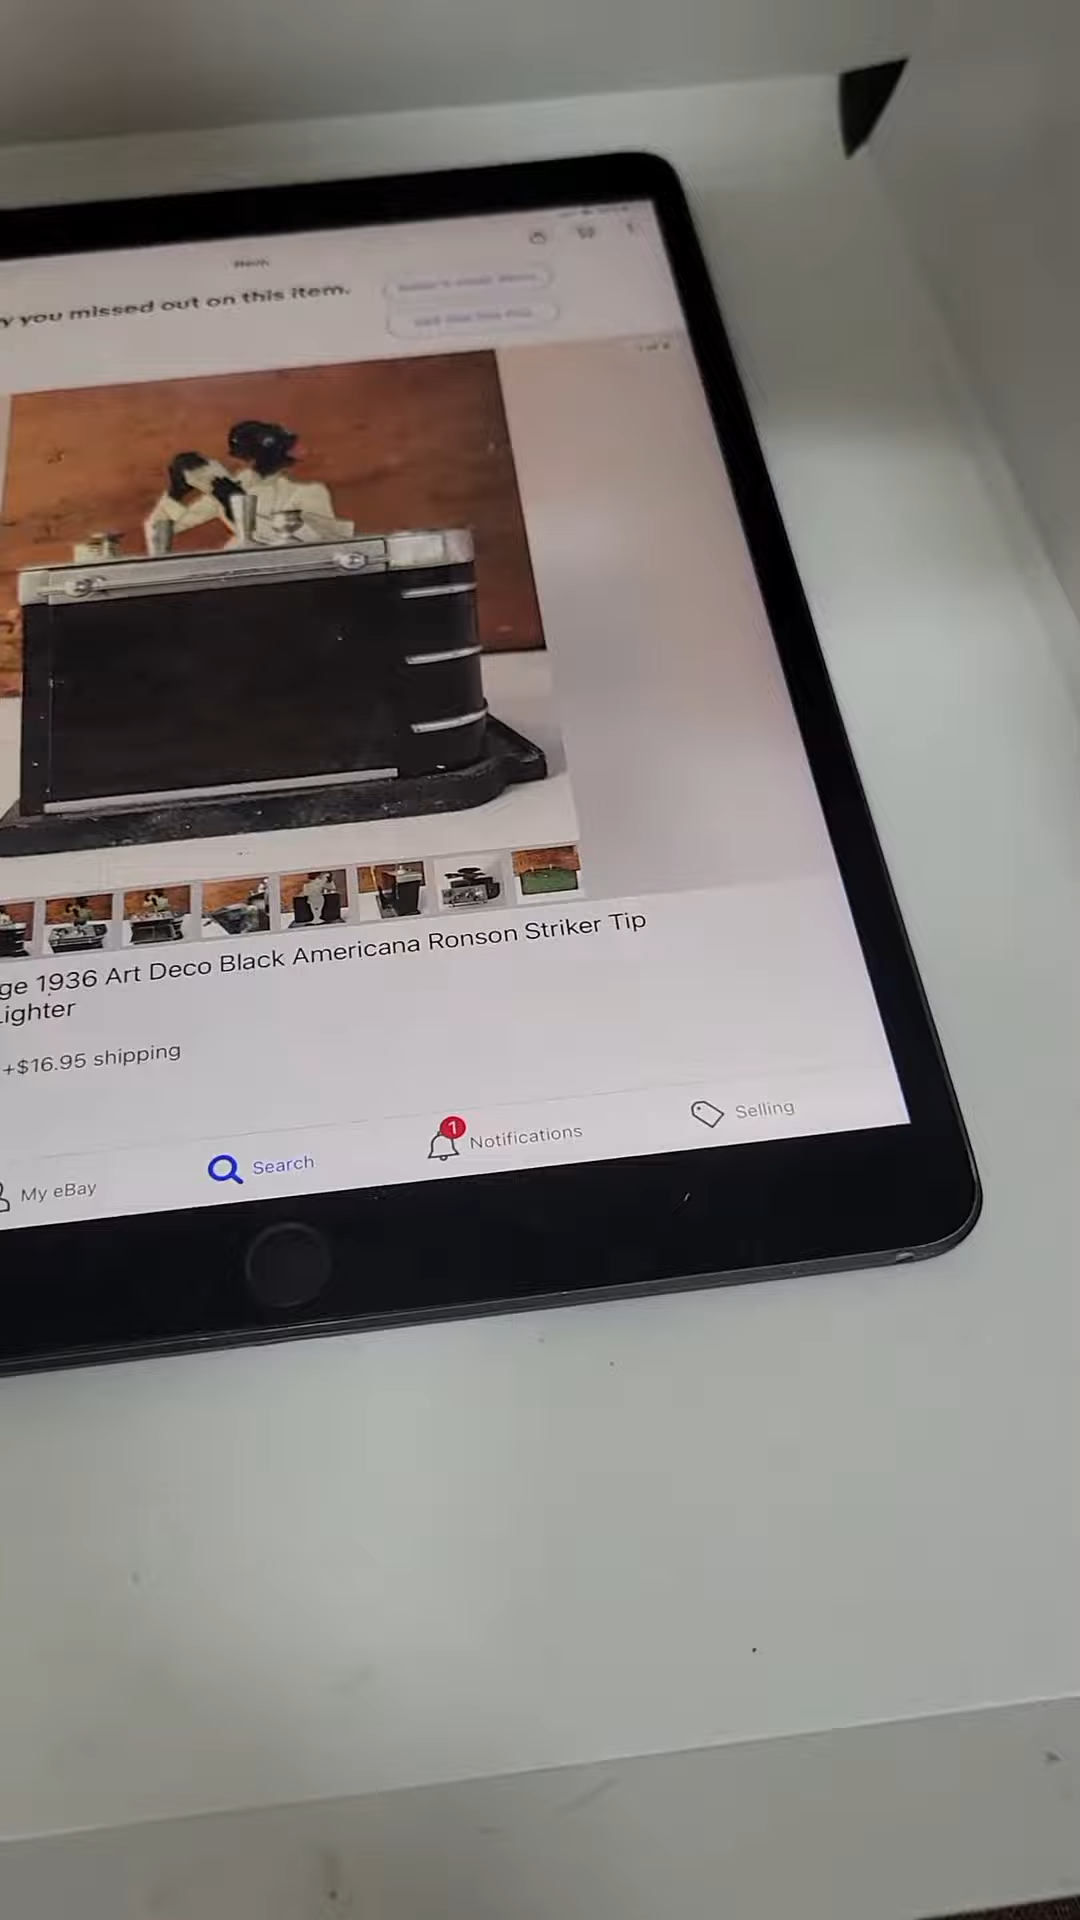 y you missed out on this item.
ge 1936 Art Deco Black Americana Ronson Striker Tip
Lighter
+$16.95 shipping
My eBay
Search
1
Notifications
Selling